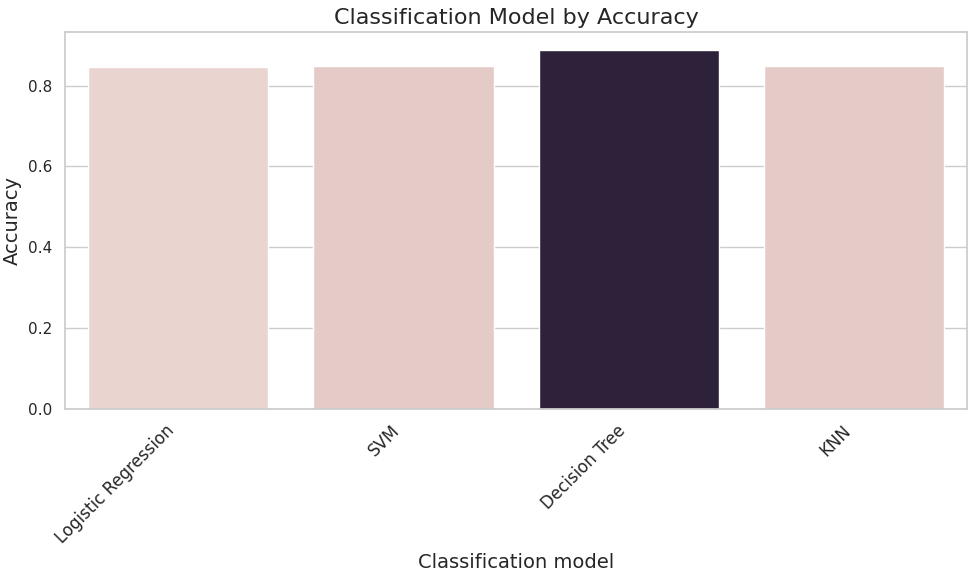 Classification Model by Accuracy
Accuracy
0.8
0.6
0.4
0.2
0.0
Logistic Regression
SVM
Decision Tree
KNN
Classification model